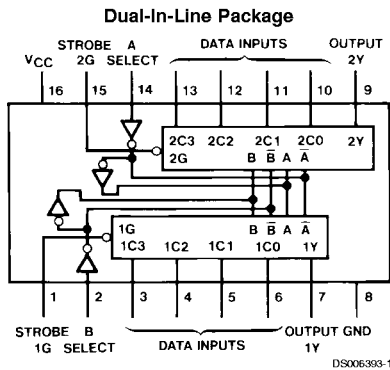 Dual-In-Line Package
STROBE A DATA INPUTS OUTPUT
VCC 2G SELECT 2Y
16 15 14 13 12 11 10 9
2C3 2C2 2C1 2C0 2Y
2G B B̅ A A̅
1G B B̅ A A̅
1C3 1C2 1C1 1C0 1Y
1 2 3 4 5 6 7 8
STROBE B DATA INPUTS OUTPUT GND
1G SELECT 1Y
DS006393-1